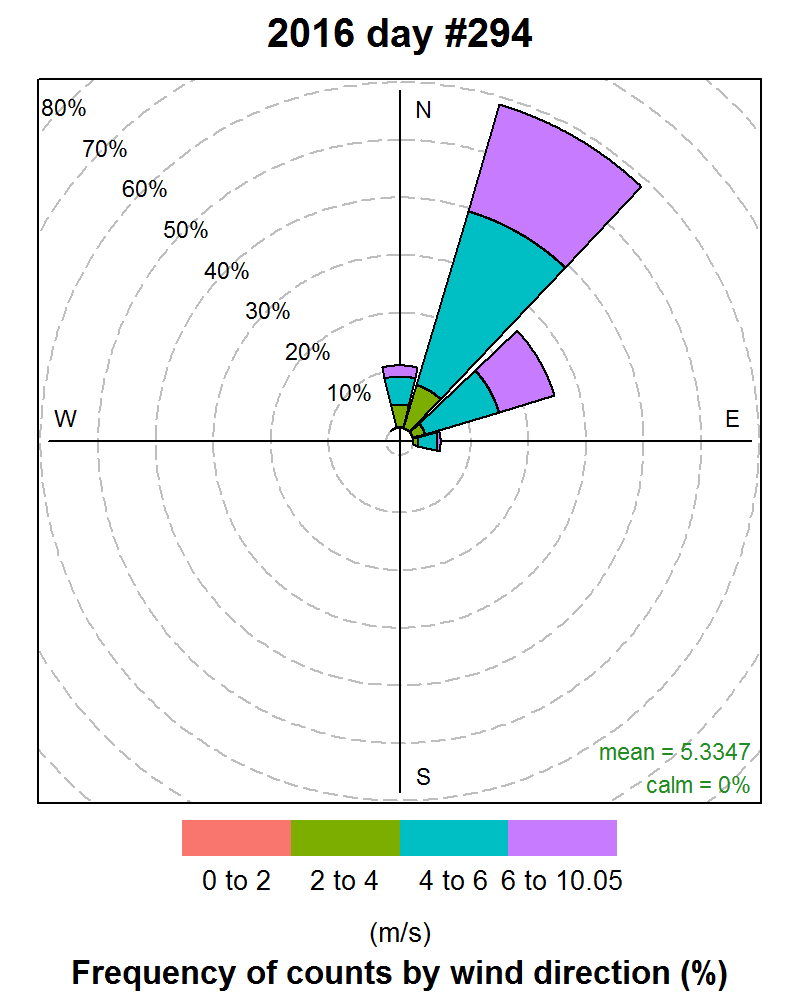 2016 day #294
80%
N
70%
60%
50%
40%
30%
20%
10%
W
E
mean = 5.3347
S
calm = 0%
0 to 2 2 to 4 4 to 6 6 to 10.05
(m/s)
Frequency of counts by wind direction (%)